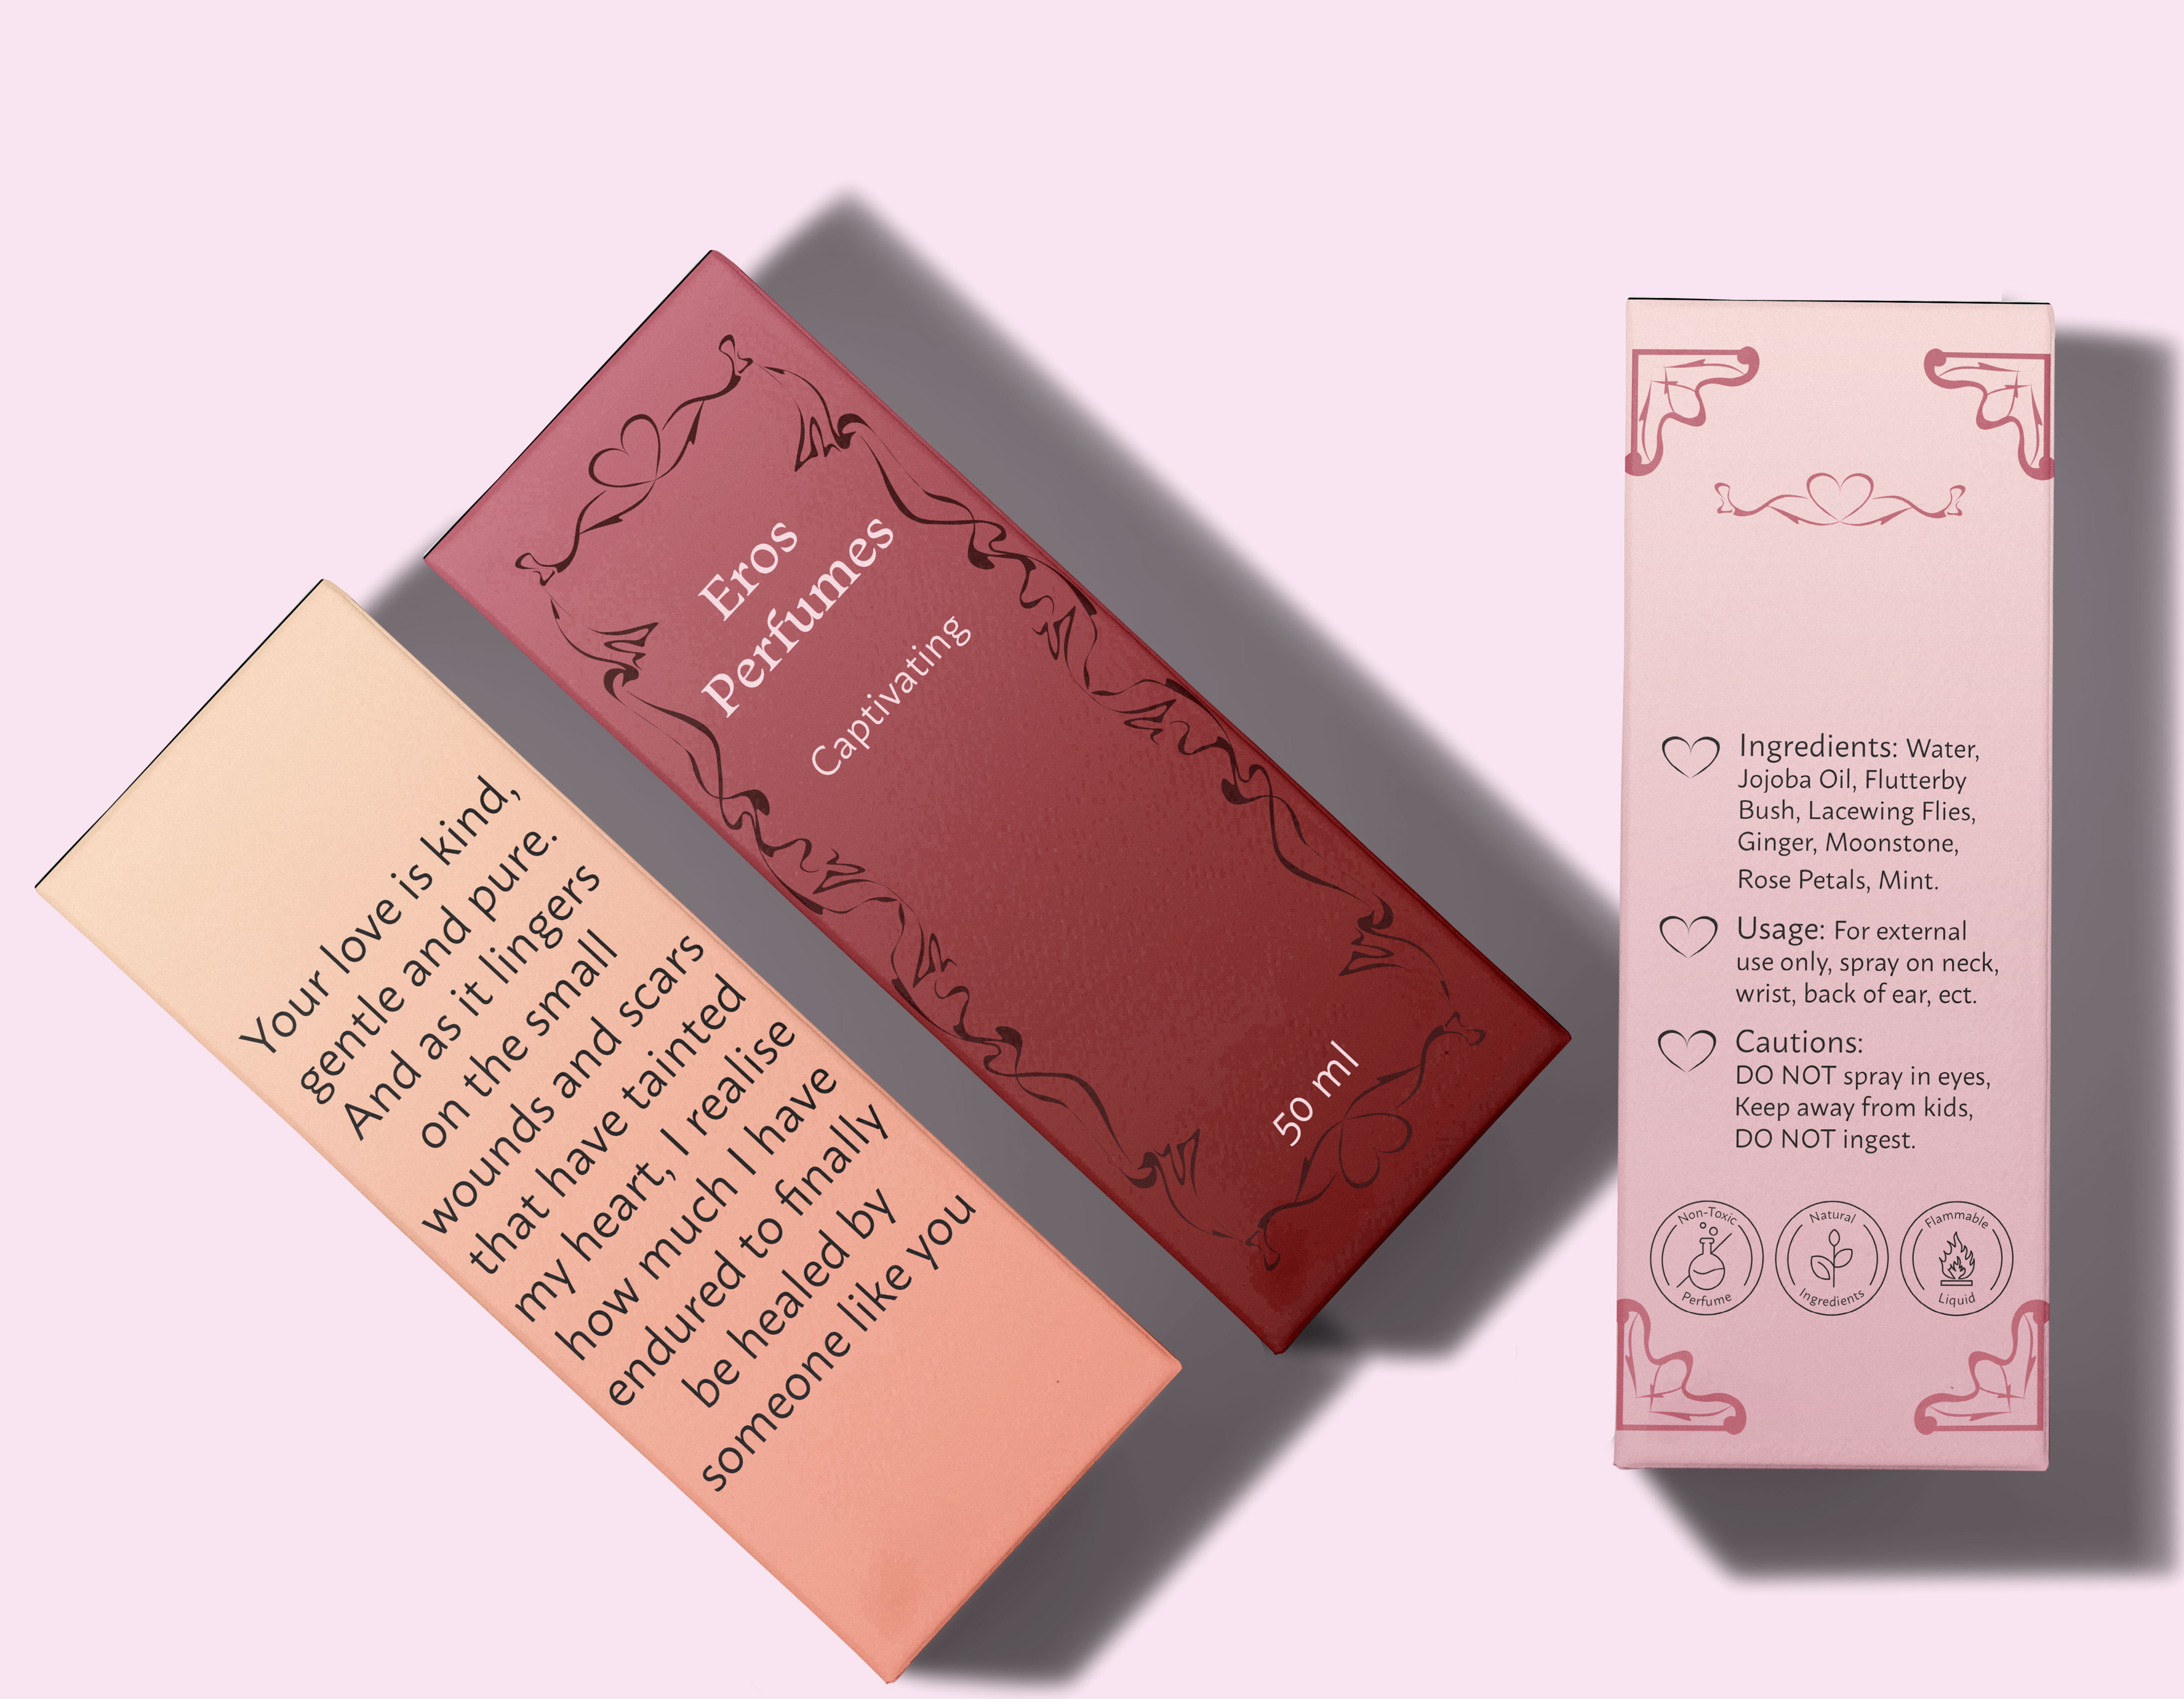 Your love is kind,
gentle and pure.
And as it lingers
on the small
wounds and scars
that have tainted
my heart, I realise
how much I have
endured to finally
be healed by
someone like you
Eros
Perfumes
Captivating
50 ml
Ingredients: Water,
Jojoba Oil, Flutterby
Bush, Lacewing Flies,
Ginger, Moonstone,
Rose Petals, Mint.
Usage: For external
use only, spray on neck,
wrist, back of ear, ect.
Cautions:
DO NOT spray in eyes,
Keep away from kids,
DO NOT ingest.
Non-Toxic
Perfume
Natural
Ingredients
Flammable
Liquid